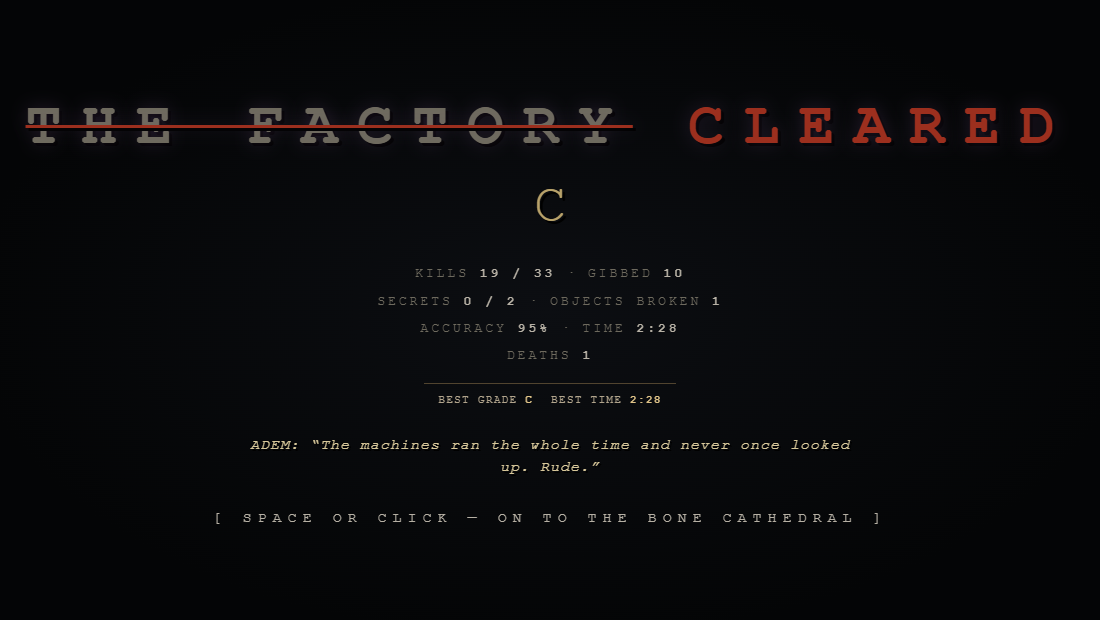 THE FACTORY CLEARED
C
KILLS 19 / 33 · GIBBED 10
SECRETS 0 / 2 · OBJECTS BROKEN 1
ACCURACY 95% · TIME 2:28
DEATHS 1
BEST GRADE C BEST TIME 2:28
ADEM: “The machines ran the whole time and never once looked
up. Rude.”
[ SPACE OR CLICK — ON TO THE BONE CATHEDRAL ]